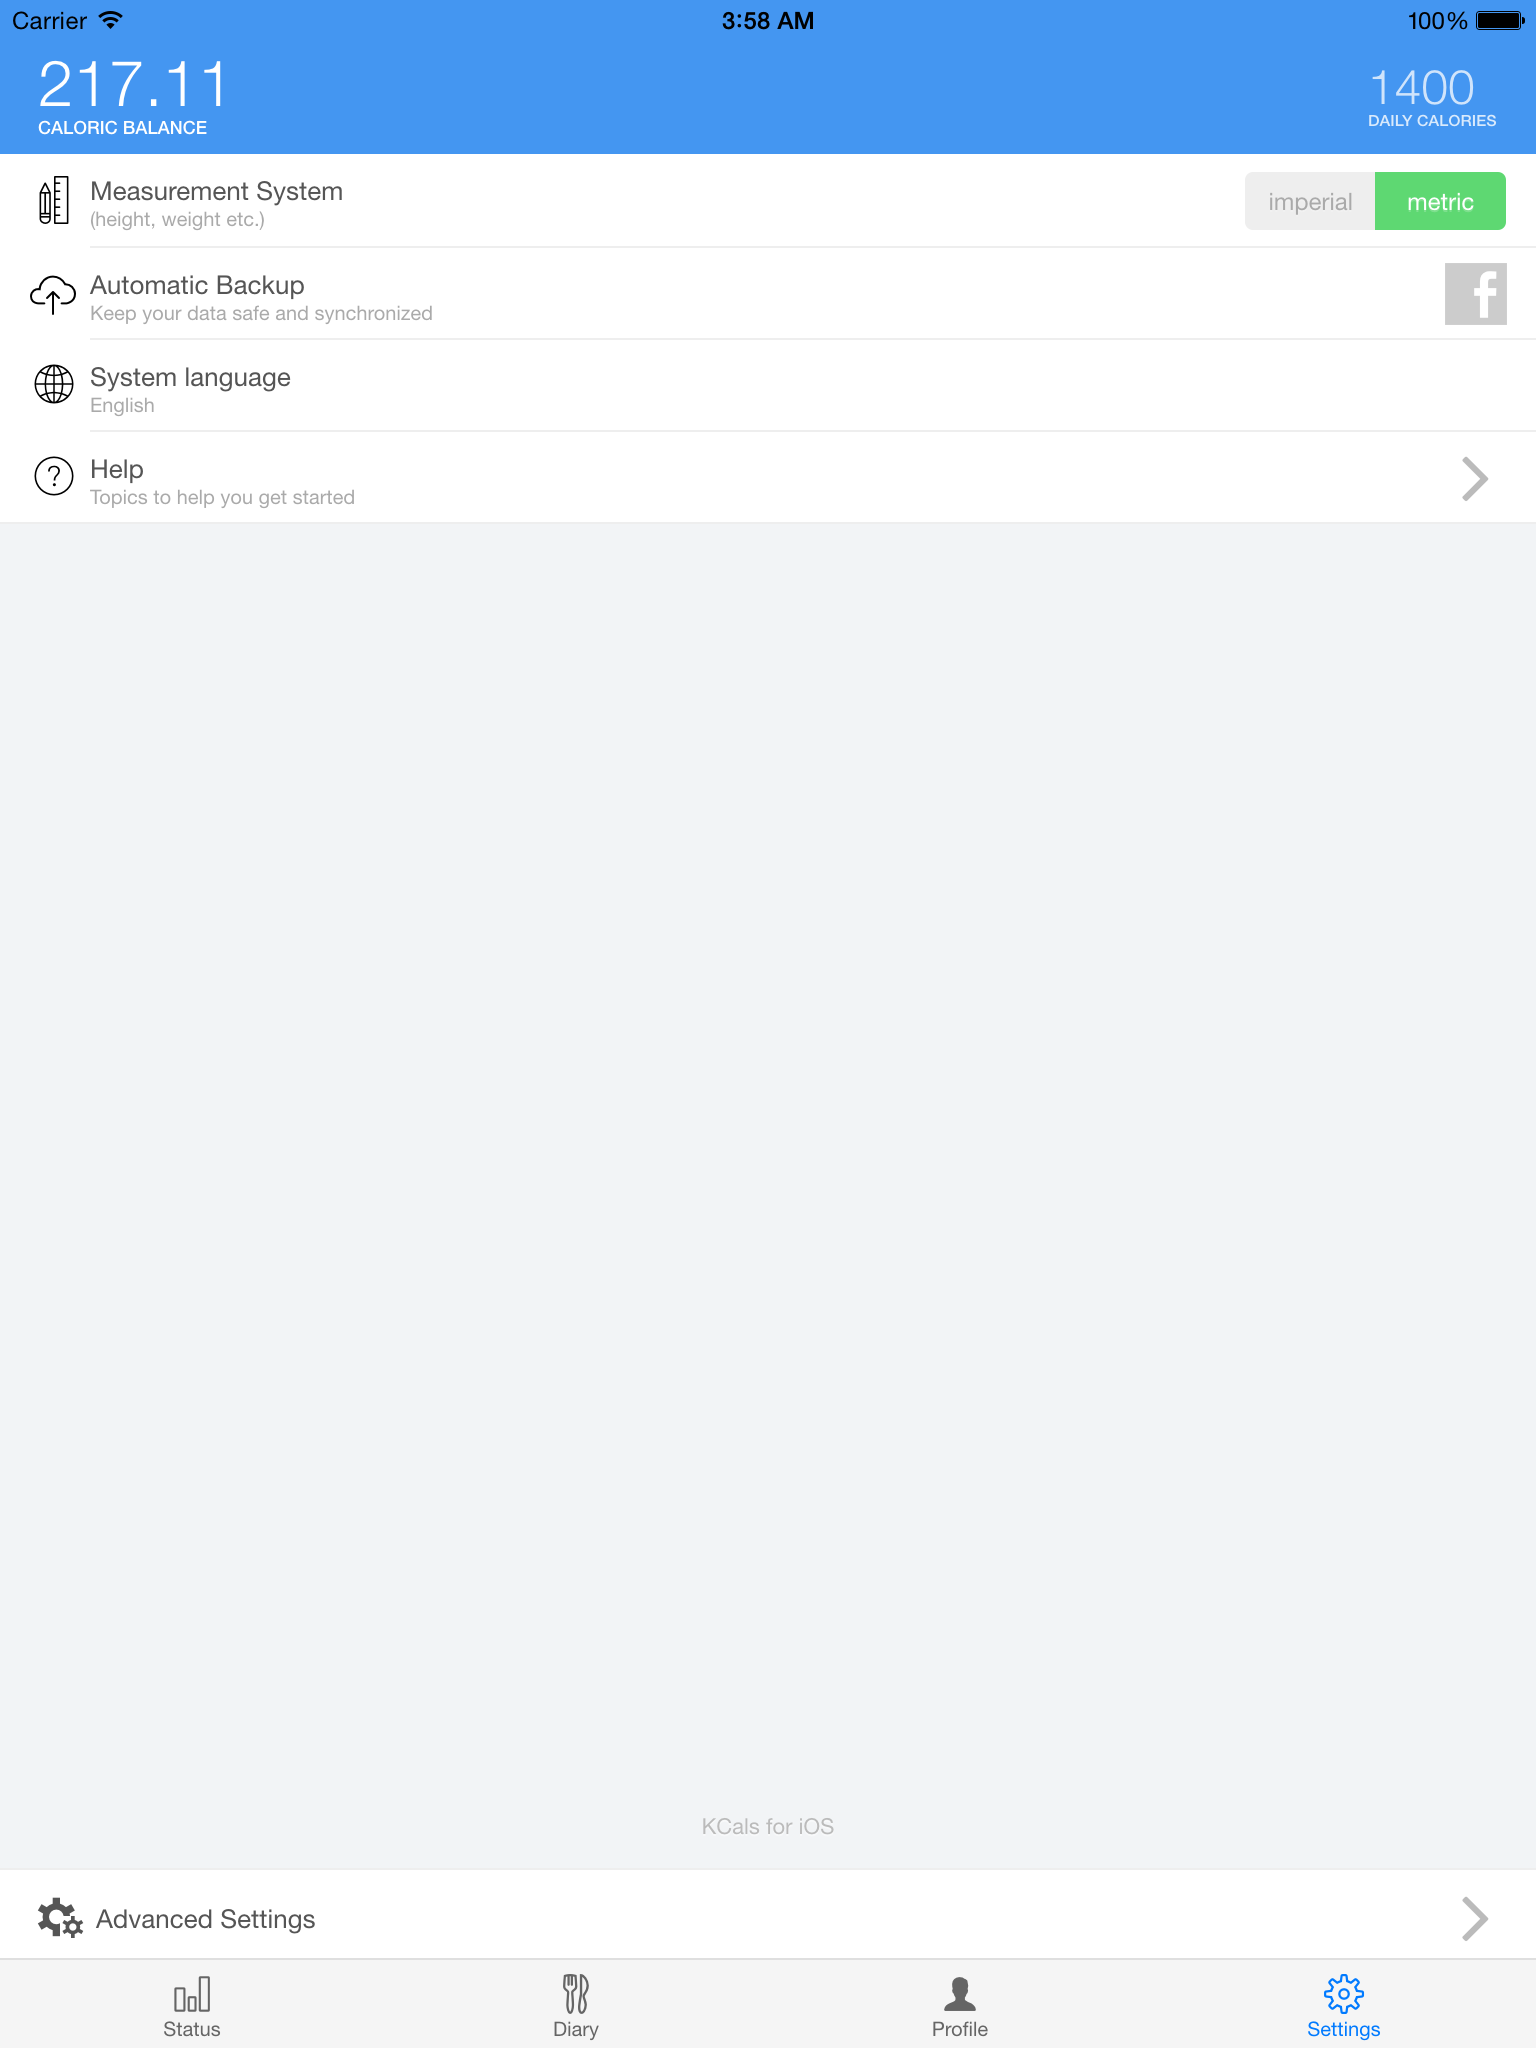 Carrier 3:58 AM 100%
217.11
CALORIC BALANCE
1400
DAILY CALORIES
Measurement System
(height, weight etc.)
imperial metric
Automatic Backup
Keep your data safe and synchronized
f
System language
English
?
Help
Topics to help you get started
KCals for iOS
Advanced Settings
Status Diary Profile Settings